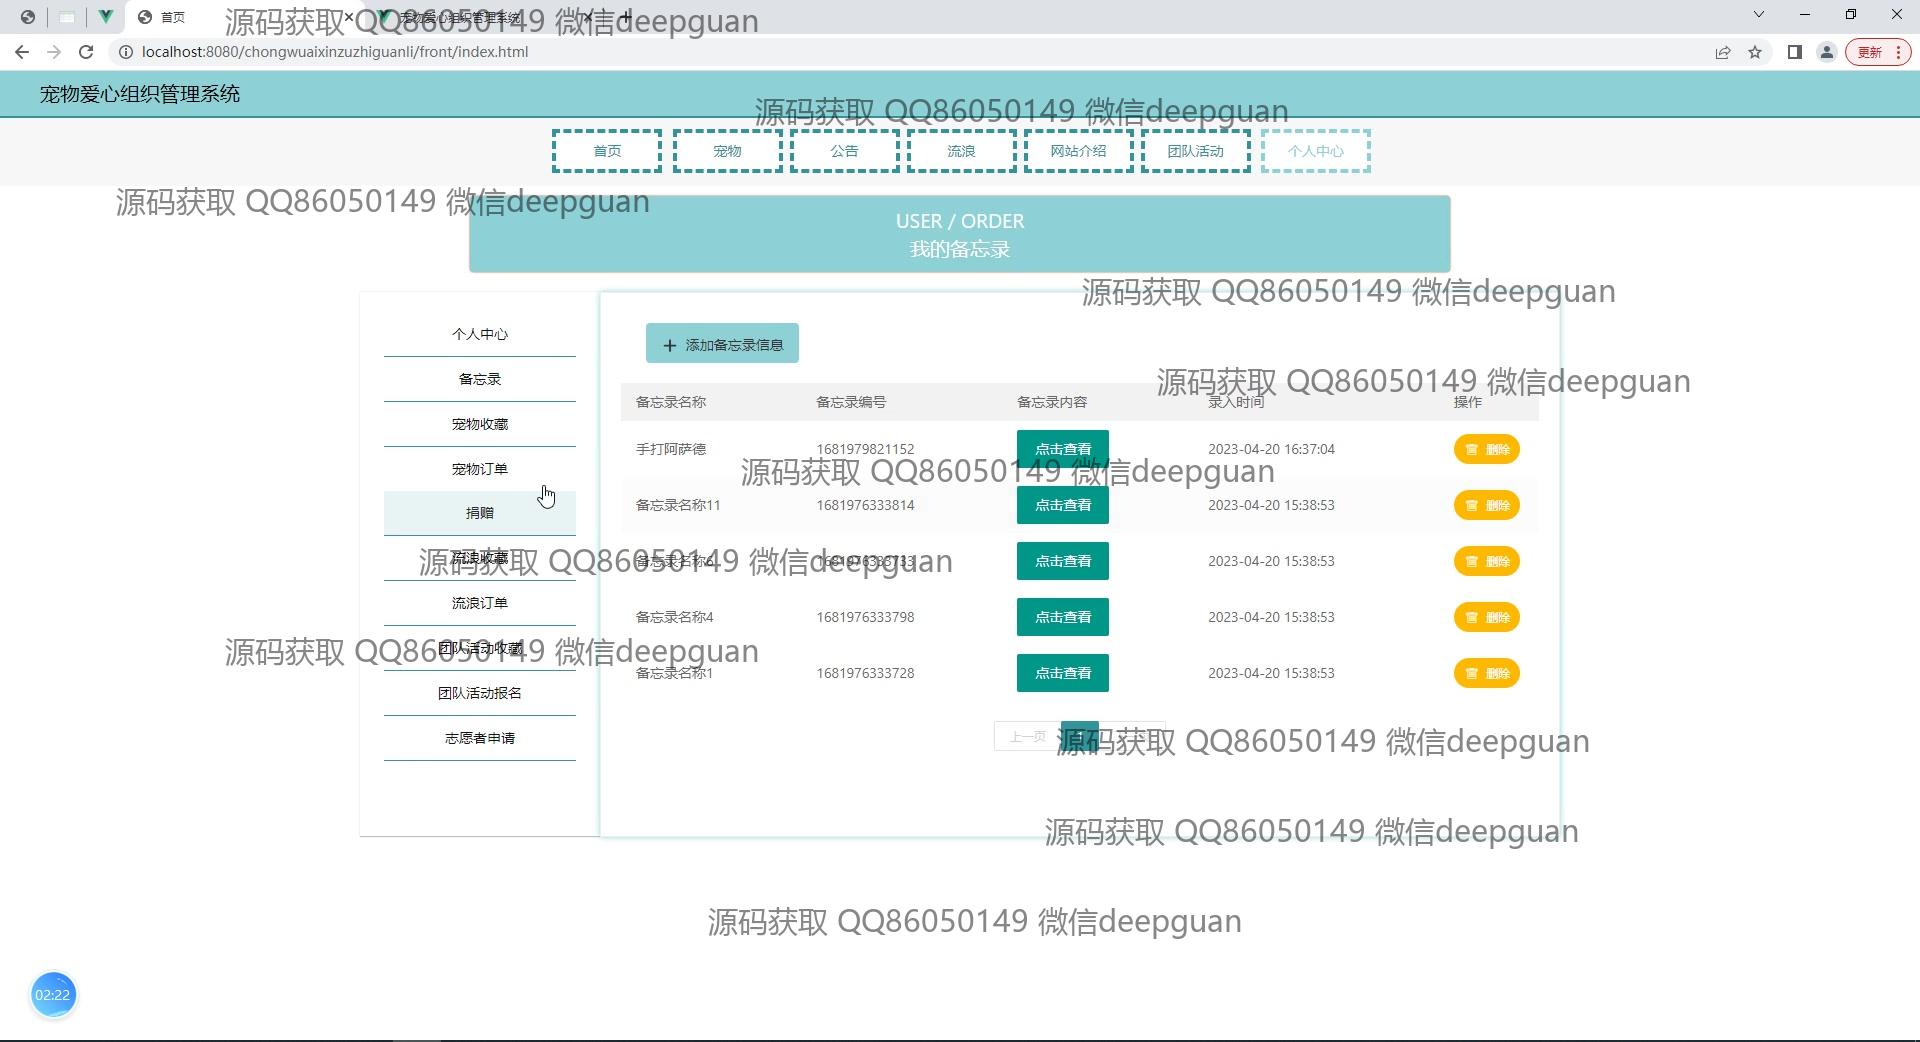 首页
宠物爱心组织管理系统
源码获取 QQ86050149 微信deepguan
localhost:8080/chongwuaixinzuzhiguanli/front/index.html
更新
宠物爱心组织管理系统
源码获取 QQ86050149 微信deepguan
首页 宠物 公告 流浪 网站介绍 团队活动 个人中心
源码获取 QQ86050149 微信deepguan
USER / ORDER
我的备忘录
源码获取 QQ86050149 微信deepguan
个人中心
备忘录
宠物收藏
宠物订单
捐赠
流浪收藏
流浪订单
团队活动收藏
团队活动报名
志愿者申请
添加备忘录信息
源码获取 QQ86050149 微信deepguan
备忘录名称 备忘录编号 备忘录内容 录入时间 操作
手打阿萨德 1681979821152 点击查看 2023-04-20 16:37:04 删除
源码获取 QQ86050149 微信deepguan
备忘录名称11 1681976333814 点击查看 2023-04-20 15:38:53 删除
备忘录名称6 1681976333733 点击查看 2023-04-20 15:38:53 删除
源码获取 QQ86050149 微信deepguan
备忘录名称4 1681976333798 点击查看 2023-04-20 15:38:53 删除
源码获取 QQ86050149 微信deepguan
备忘录名称1 1681976333728 点击查看 2023-04-20 15:38:53 删除
上一页
源码获取 QQ86050149 微信deepguan
源码获取 QQ86050149 微信deepguan
源码获取 QQ86050149 微信deepguan
02:22